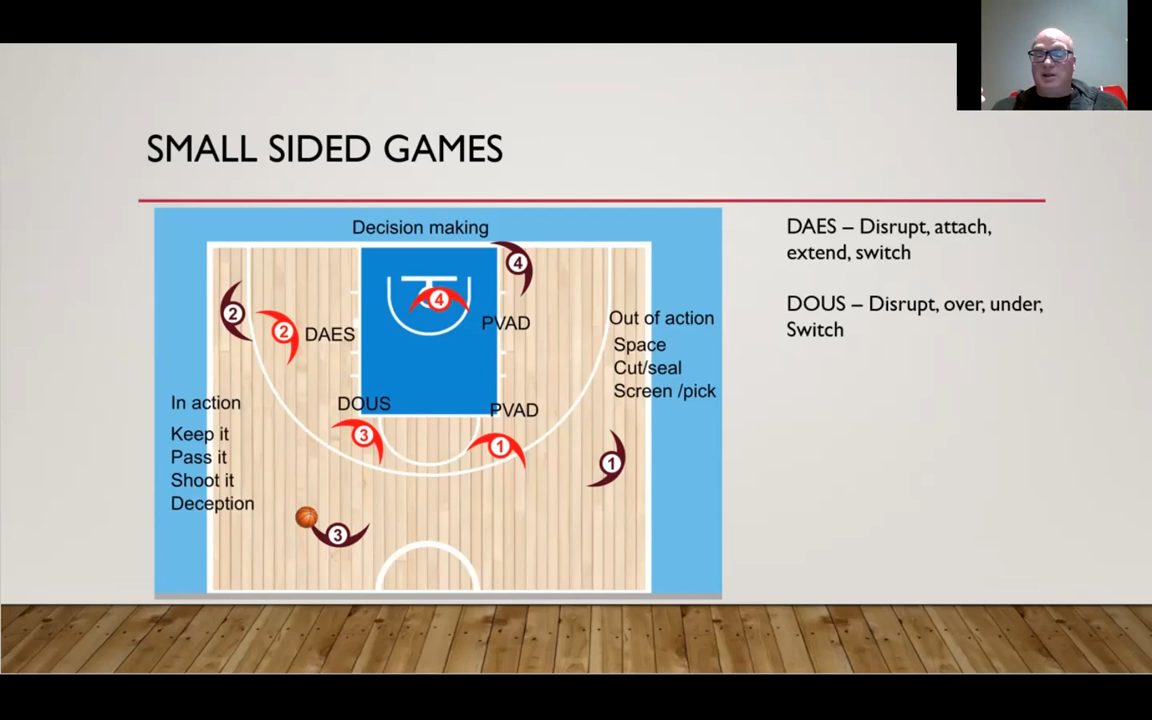 SMALL SIDED GAMES
Decision making
4
4
2
2
DAES
PVAD
Out of action
Space
Cut/seal
Screen /pick
In action
Keep it
Pass it
Shoot it
Deception
DOUS
PVAD
3
1
1
3
DAES – Disrupt, attach,
extend, switch
DOUS – Disrupt, over, under,
Switch